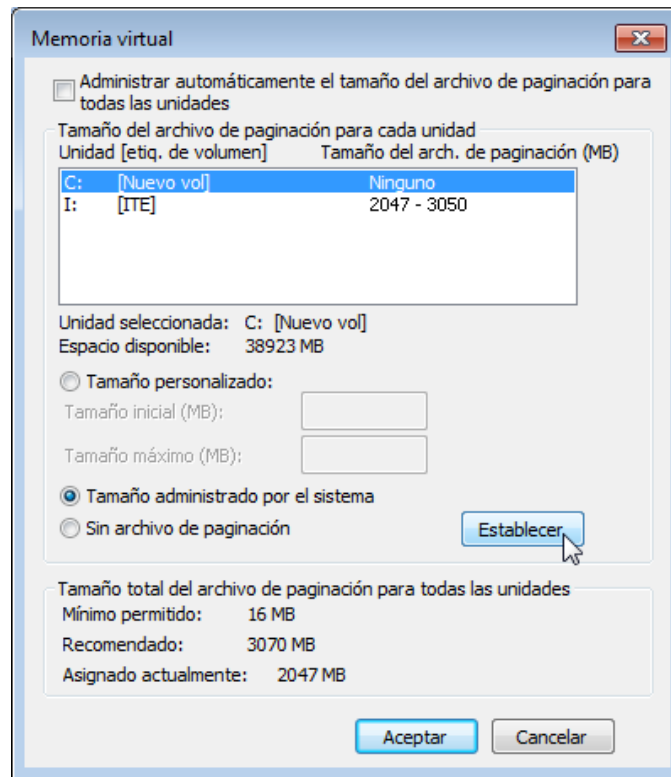 Memoria virtual
Administrar automáticamente el tamaño del archivo de paginación para
todas las unidades
Tamaño del archivo de paginación para cada unidad
Unidad [etiq. de volumen] Tamaño del arch. de paginación (MB)
C: [Nuevo vol] Ninguno
I: [ITE] 2047 - 3050
Unidad seleccionada: C: [Nuevo vol]
Espacio disponible: 38923 MB
Tamaño personalizado:
Tamaño inicial (MB):
Tamaño máximo (MB):
Tamaño administrado por el sistema
Sin archivo de paginación Establecer
Tamaño total del archivo de paginación para todas las unidades
Mínimo permitido: 16 MB
Recomendado: 3070 MB
Asignado actualmente: 2047 MB
Aceptar Cancelar